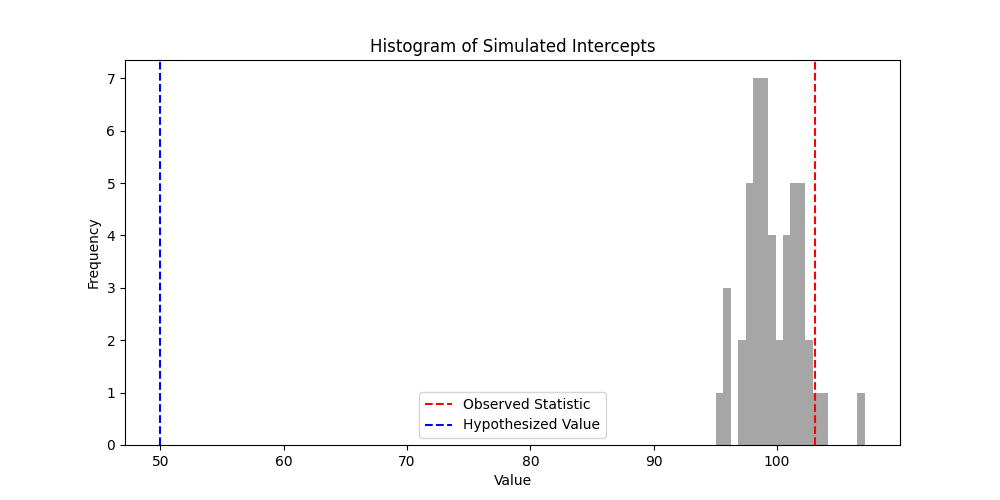 Histogram of Simulated Intercepts
Frequency
7
6
5
4
3
2
1
0
Observed Statistic
Hypothesized Value
50
60
70
80
90
100
Value